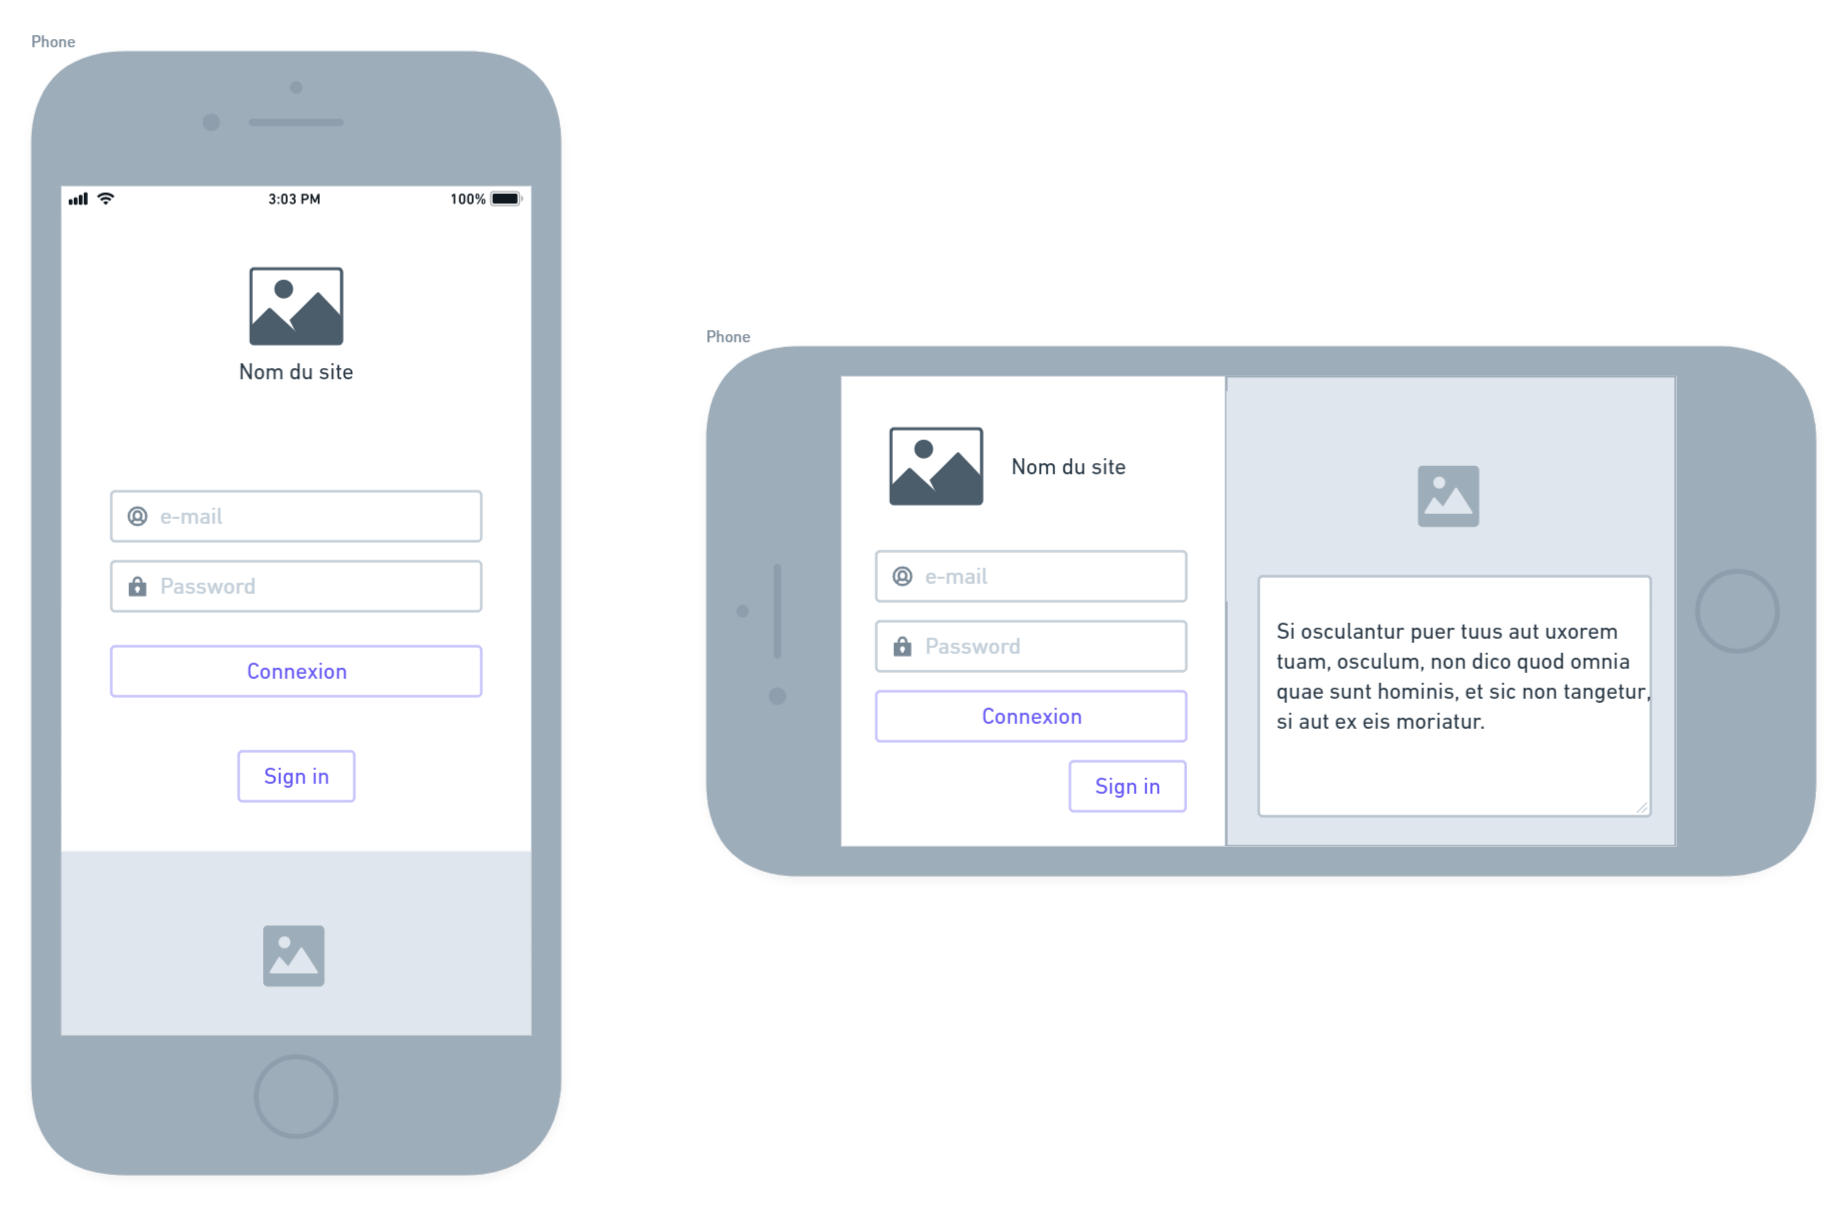 Phone
3:03 PM
100%
Nom du site
e-mail
Password
Connexion
Sign in
Phone
Nom du site
e-mail
Password
Connexion
Sign in
Si osculantur puer tuus aut uxorem
tuam, osculum, non dico quod omnia
quae sunt hominis, et sic non tangetur,
si aut ex eis moriatur.